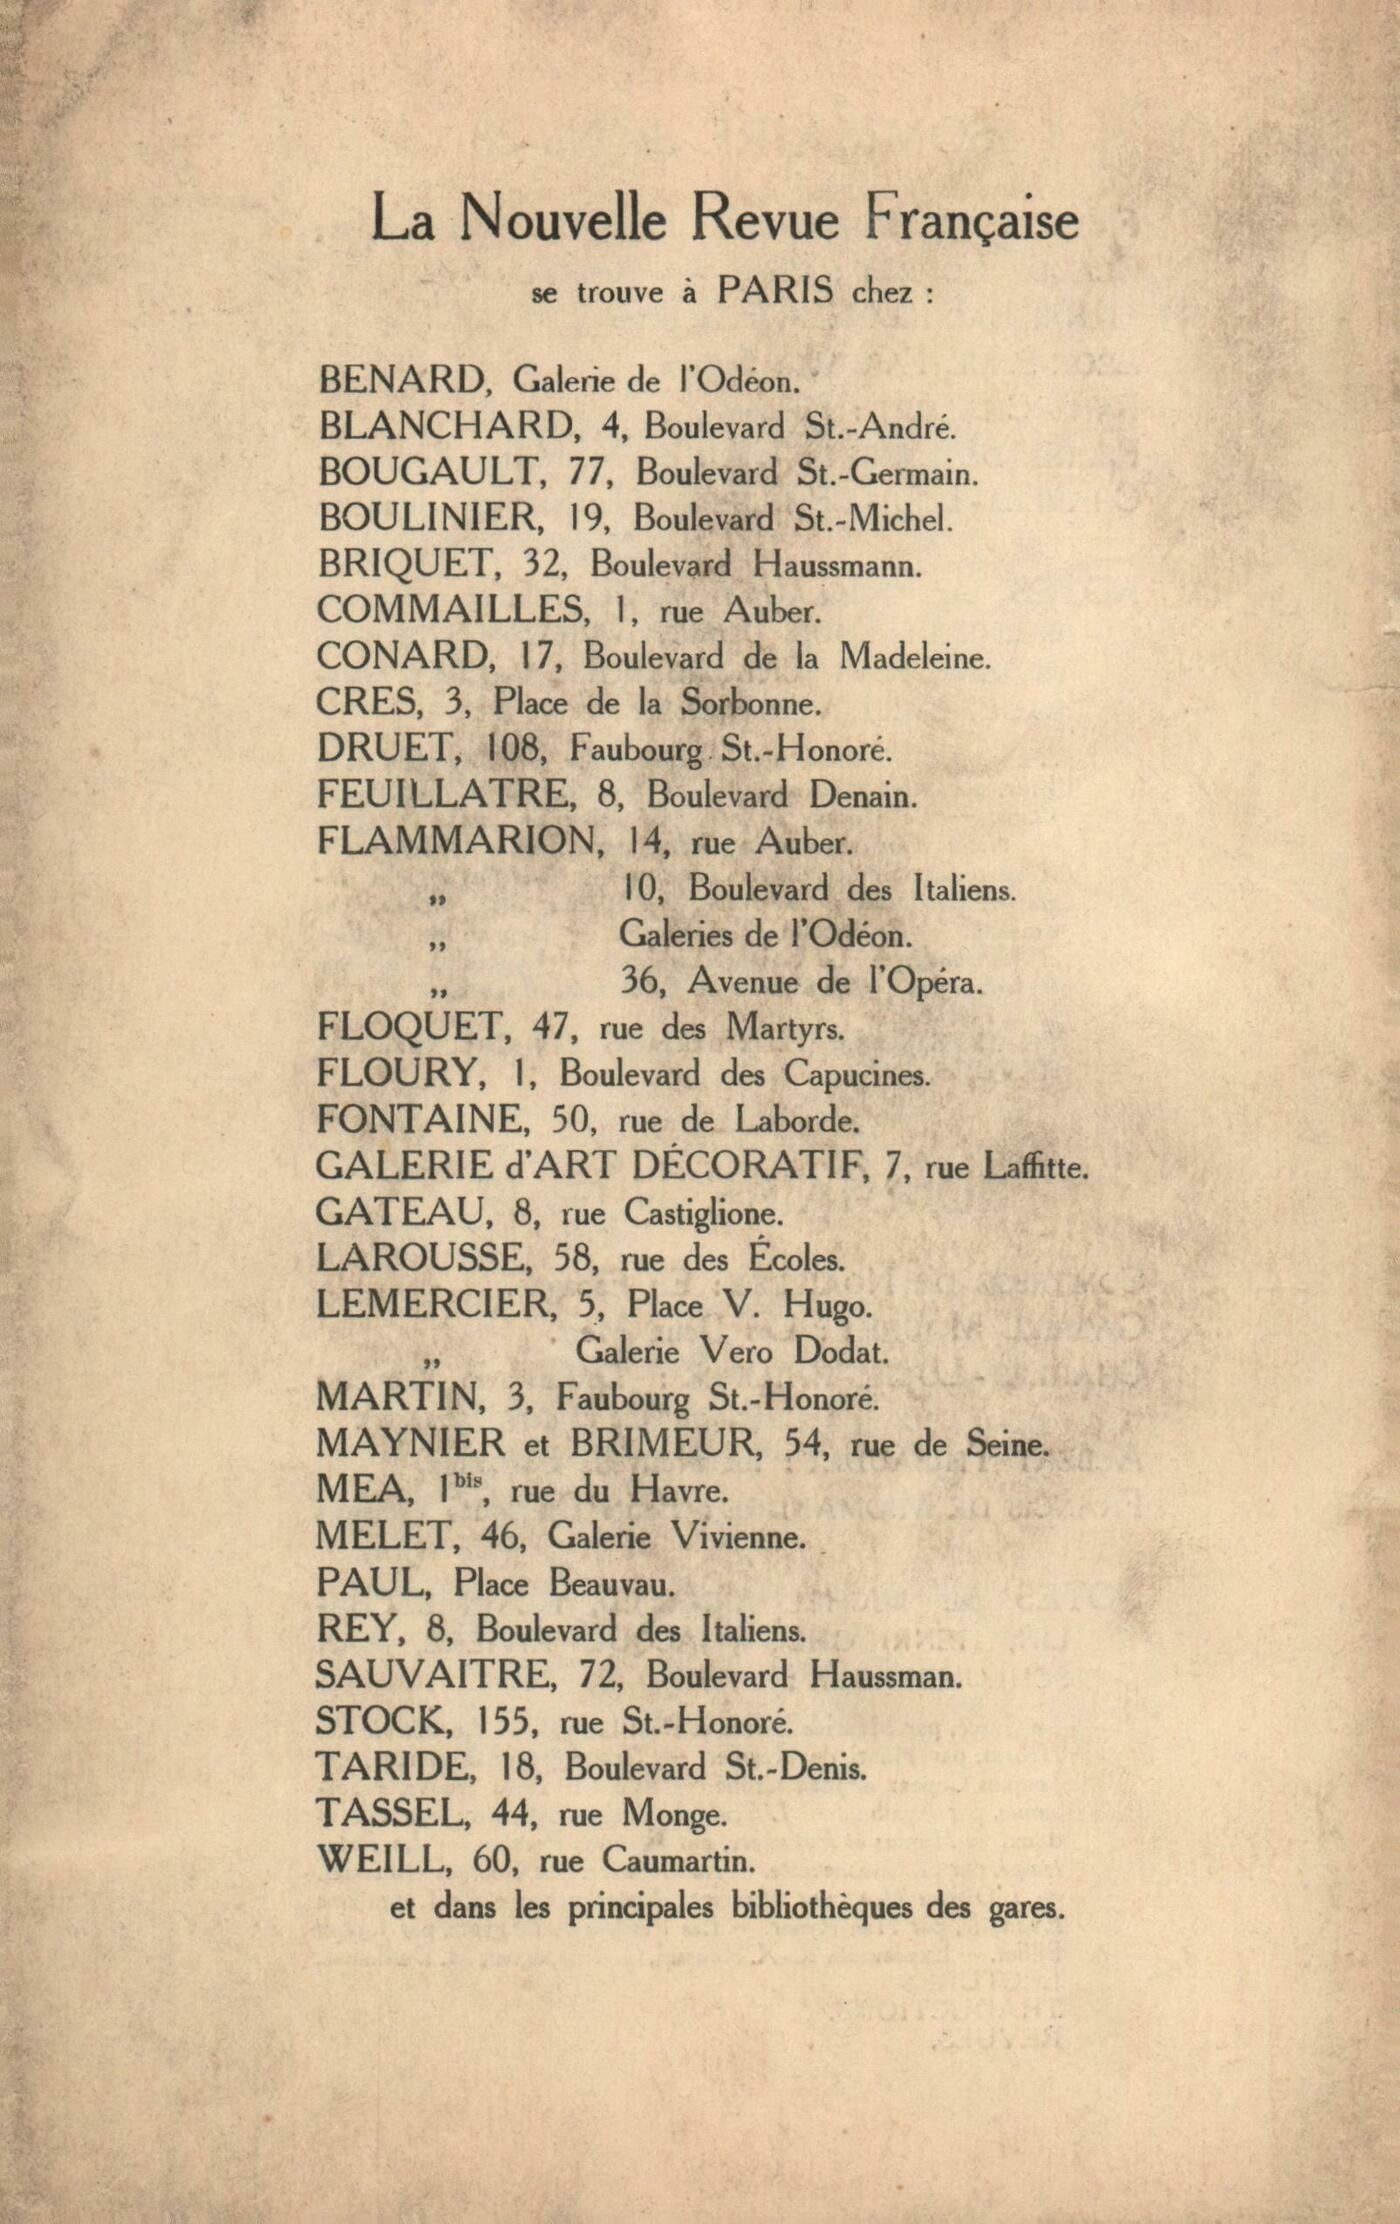 La Nouvelle Revue Française
se trouve à PARIS chez :
BENARD, Galerie de l'Odéon.
BLANCHARD, 4, Boulevard St.-André.
BOUGAULT, 77, Boulevard St.-Germain.
BOULINIER, 19, Boulevard St.-Michel.
BRIQUET, 32, Boulevard Haussmann.
COMMAILLES, 1, rue Auber.
CONARD, 17, Boulevard de la Madeleine.
CRES, 3, Place de la Sorbonne.
DRUET, 108, Faubourg St.-Honoré.
FEUILLATRE, 8, Boulevard Denain.
FLAMMARION, 14, rue Auber.
„ 10, Boulevard des Italiens.
„ Galeries de l'Odéon.
„ 36, Avenue de l'Opéra.
FLOQUET, 47, rue des Martyrs.
FLOURY, 1, Boulevard des Capucines.
FONTAINE, 50, rue de Laborde.
GALERIE d'ART DÉCORATIF, 7, rue Laffitte.
GATEAU, 8, rue Castiglione.
LAROUSSE, 58, rue des Écoles.
LEMERCIER, 5, Place V. Hugo.
„ Galerie Vero Dodat.
MARTIN, 3, Faubourg St.-Honoré.
MAYNIER et BRIMEUR, 54, rue de Seine.
MEA, 1bis, rue du Havre.
MELET, 46, Galerie Vivienne.
PAUL, Place Beauvau.
REY, 8, Boulevard des Italiens.
SAUVAITRE, 72, Boulevard Haussman.
STOCK, 155, rue St.-Honoré.
TARIDE, 18, Boulevard St.-Denis.
TASSEL, 44, rue Monge.
WEILL, 60, rue Caumartin.
et dans les principales bibliothèques des gares.